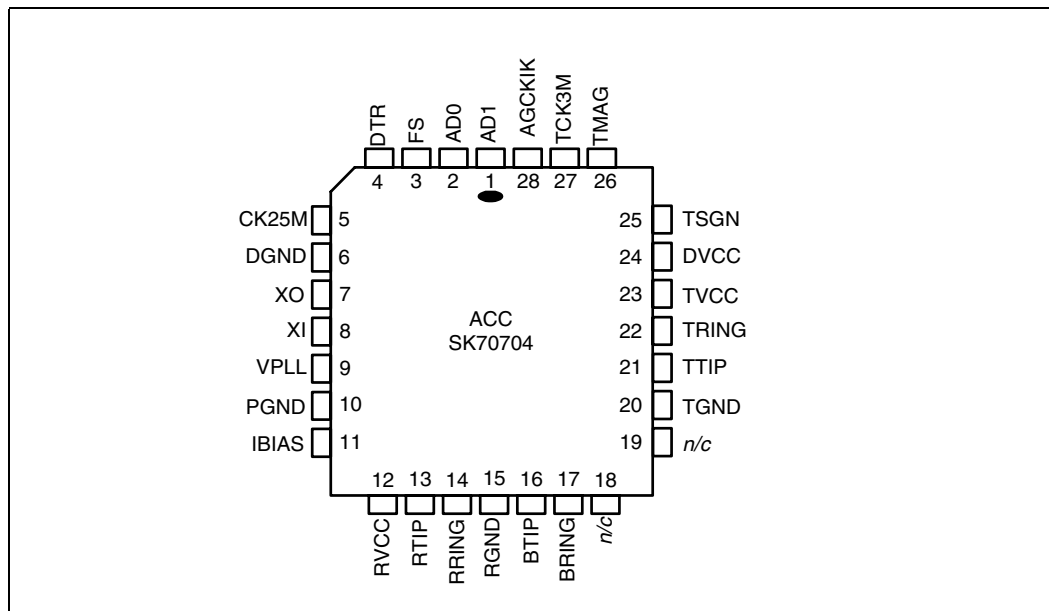 DTR
FS
AD0
AD1
AGCKIK
TCK3M
TMAG
4
3
2
1
28
27
26
CK25M 5
DGND 6
XO 7
XI 8
VPLL 9
PGND 10
IBIAS 11
25 TSGN
24 DVCC
23 TVCC
22 TRING
21 TTIP
20 TGND
19 n/c
ACC
SK70704
12
13
14
15
16
17
18
RVCC
RTIP
RRING
RGND
BTIP
BRING
n/c